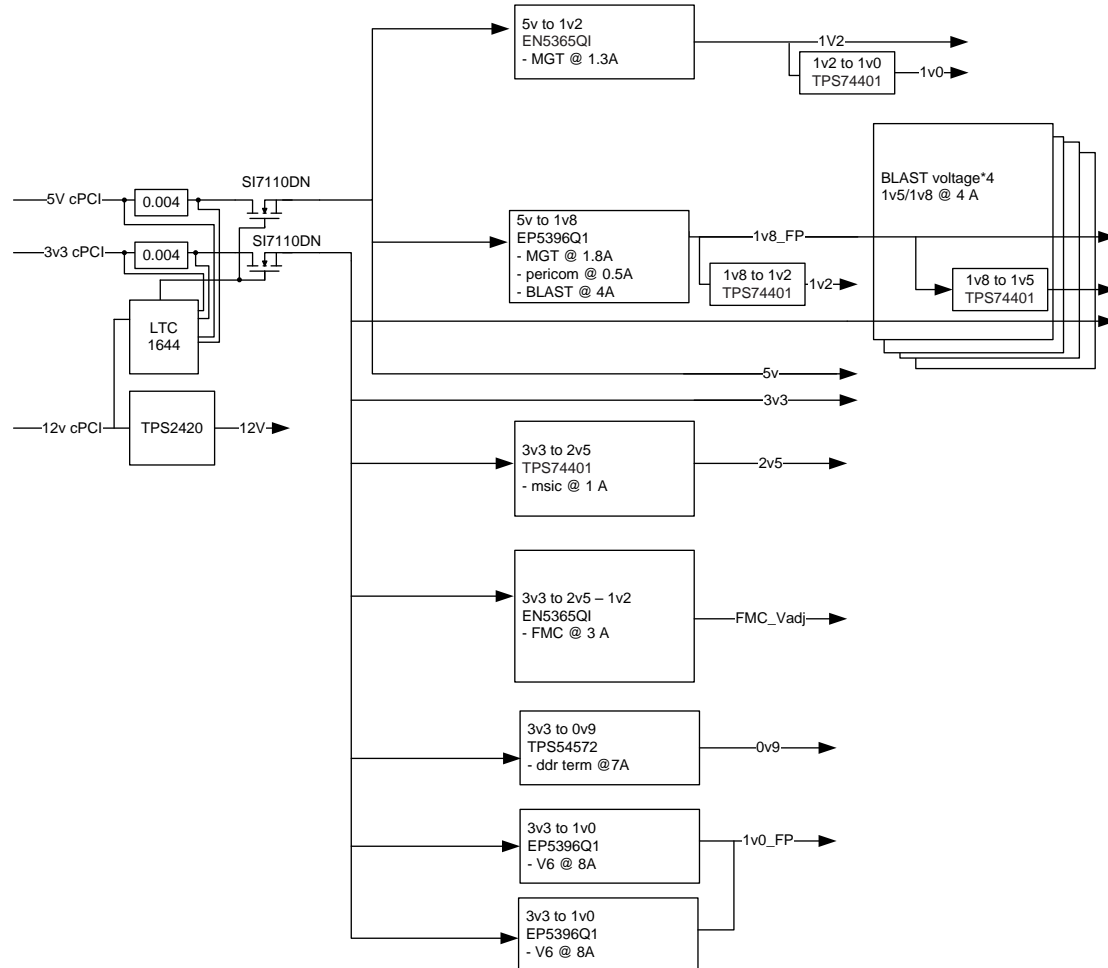 5v to 1v2
EN5365QI
- MGT @ 1.3A
1V2
1v2 to 1v0
TPS74401
1v0
5V cPCI
0.004
SI7110DN
3v3 cPCI
0.004
SI7110DN
LTC
1644
12v cPCI
TPS2420
12V
5v to 1v8
EP5396Q1
- MGT @ 1.8A
- pericom @ 0.5A
- BLAST @ 4A
1v8_FP
1v8 to 1v2
TPS74401
1v2
BLAST voltage*4
1v5/1v8 @ 4 A
1v8 to 1v5
TPS74401
5v
3v3
3v3 to 2v5
TPS74401
- msic @ 1 A
2v5
3v3 to 2v5 – 1v2
EN5365QI
- FMC @ 3 A
FMC_Vadj
3v3 to 0v9
TPS54572
- ddr term @7A
0v9
3v3 to 1v0
EP5396Q1
- V6 @ 8A
1v0_FP
3v3 to 1v0
EP5396Q1
- V6 @ 8A